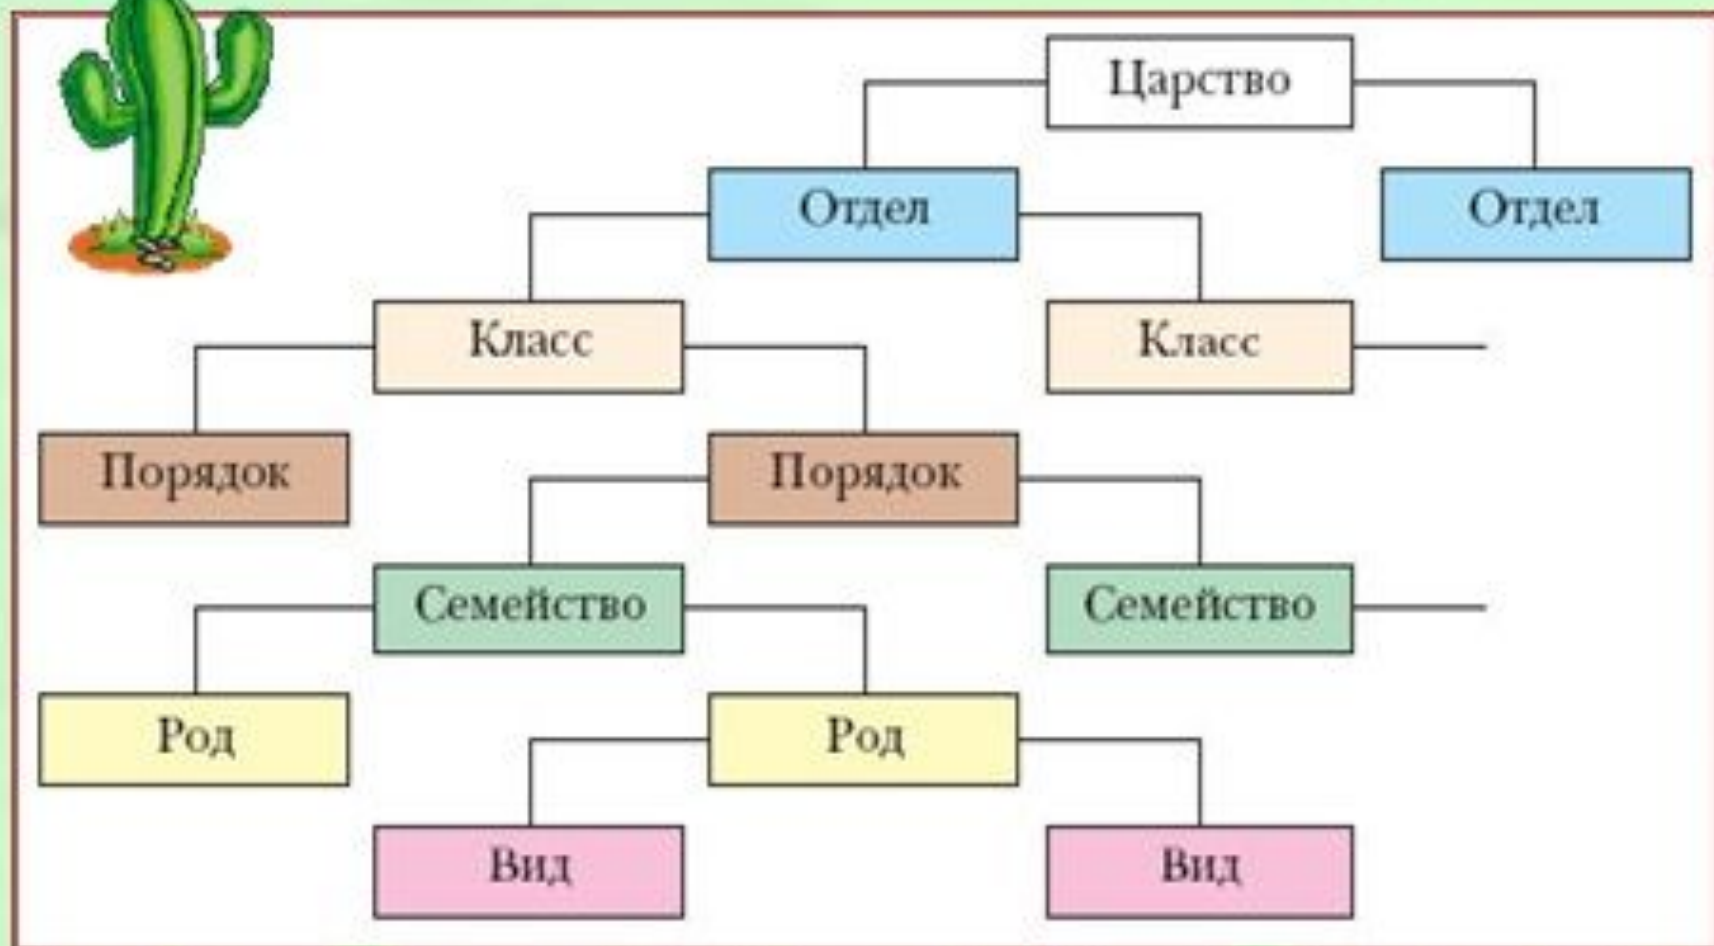 Царство
Отдел Отдел
Класс Класс
Порядок Порядок
Семейство Семейство
Род Род
Вид Вид